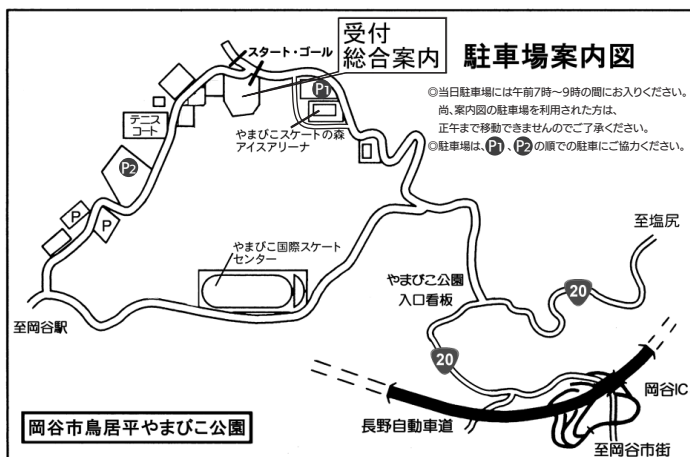 駐車場案内図
◎当日駐車場には午前7時～9時の間にお入りください。
尚、案内図の駐車場を利用された方は、
正午まで移動できませんのでご了承ください。
◎駐車場は、P1、P2の順での駐車にご協力ください。
受付
総合案内
スタート・ゴール
P1
やまびこスケートの森
アイスアリーナ
テニス
コート
P2
P
P
やまびこ国際スケート
センター
至岡谷駅
やまびこ公園
入口看板
至塩尻
20
20
岡谷IC
長野自動車道
至岡谷市街
岡谷市鳥居平やまびこ公園